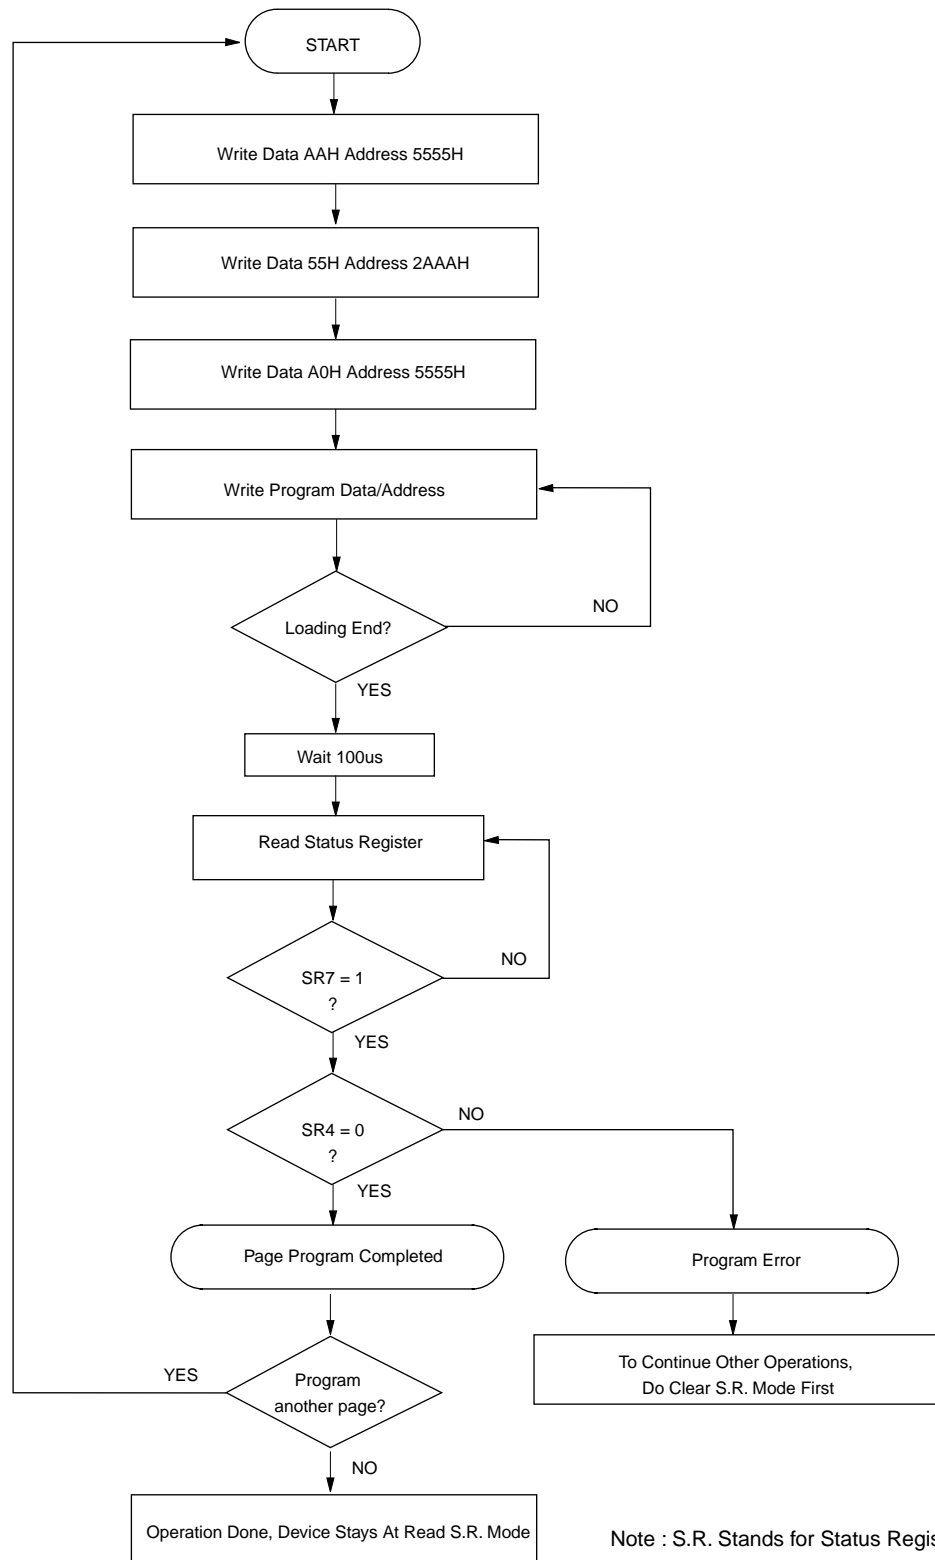 START
Write Data AAH Address 5555H
Write Data 55H Address 2AAAH
Write Data A0H Address 5555H
Write Program Data/Address
NO
Loading End?
YES
Wait 100us
Read Status Register
NO
SR7 = 1
?
YES
NO
SR4 = 0
?
YES
Page Program Completed
Program Error
To Continue Other Operations,
Do Clear S.R. Mode First
YES
Program
another page?
NO
Operation Done, Device Stays At Read S.R. Mode
Note : S.R. Stands for Status